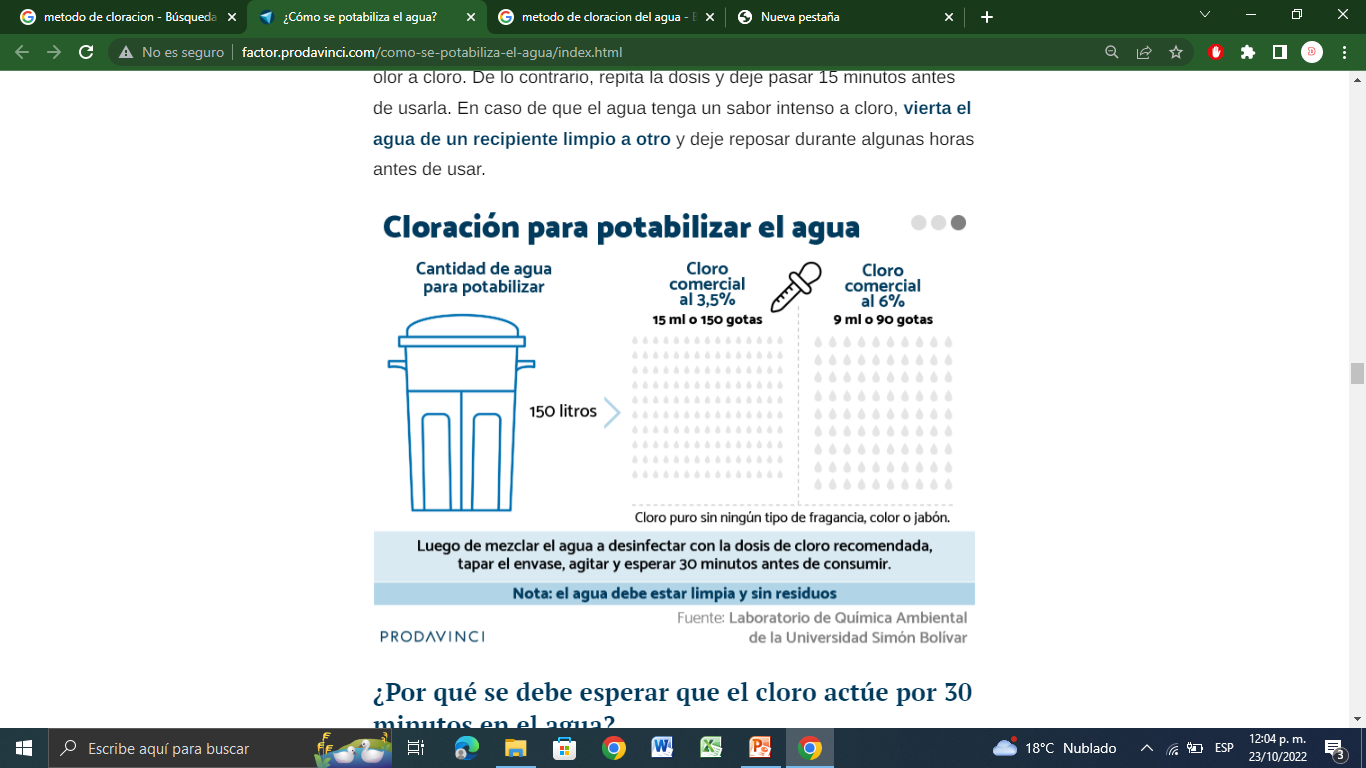 metodo de cloracion - Búsqueda
¿Cómo se potabiliza el agua?
metodo de cloracion del agua - B
Nueva pestaña
No es seguro
factor.prodavinci.com/como-se-potabiliza-el-agua/index.html
olor a cloro. De lo contrario, repita la dosis y deje pasar 15 minutos antes
de usarla. En caso de que el agua tenga un sabor intenso a cloro, vierta el
agua de un recipiente limpio a otro y deje reposar durante algunas horas
antes de usar.
Cloración para potabilizar el agua
Cantidad de agua
para potabilizar
150 litros
Cloro
comercial
al 3,5%
15 ml o 150 gotas
Cloro
comercial
al 6%
9 ml o 90 gotas
Cloro puro sin ningún tipo de fragancia, color o jabón.
Luego de mezclar el agua a desinfectar con la dosis de cloro recomendada,
tapar el envase, agitar y esperar 30 minutos antes de consumir.
Nota: el agua debe estar limpia y sin residuos
Fuente: Laboratorio de Química Ambiental
de la Universidad Simón Bolívar
PRODAVINCI
¿Por qué se debe esperar que el cloro actúe por 30
minutos en el agua?
Escribe aquí para buscar
18°C Nublado
ESP
12:04 p. m.
23/10/2022
3